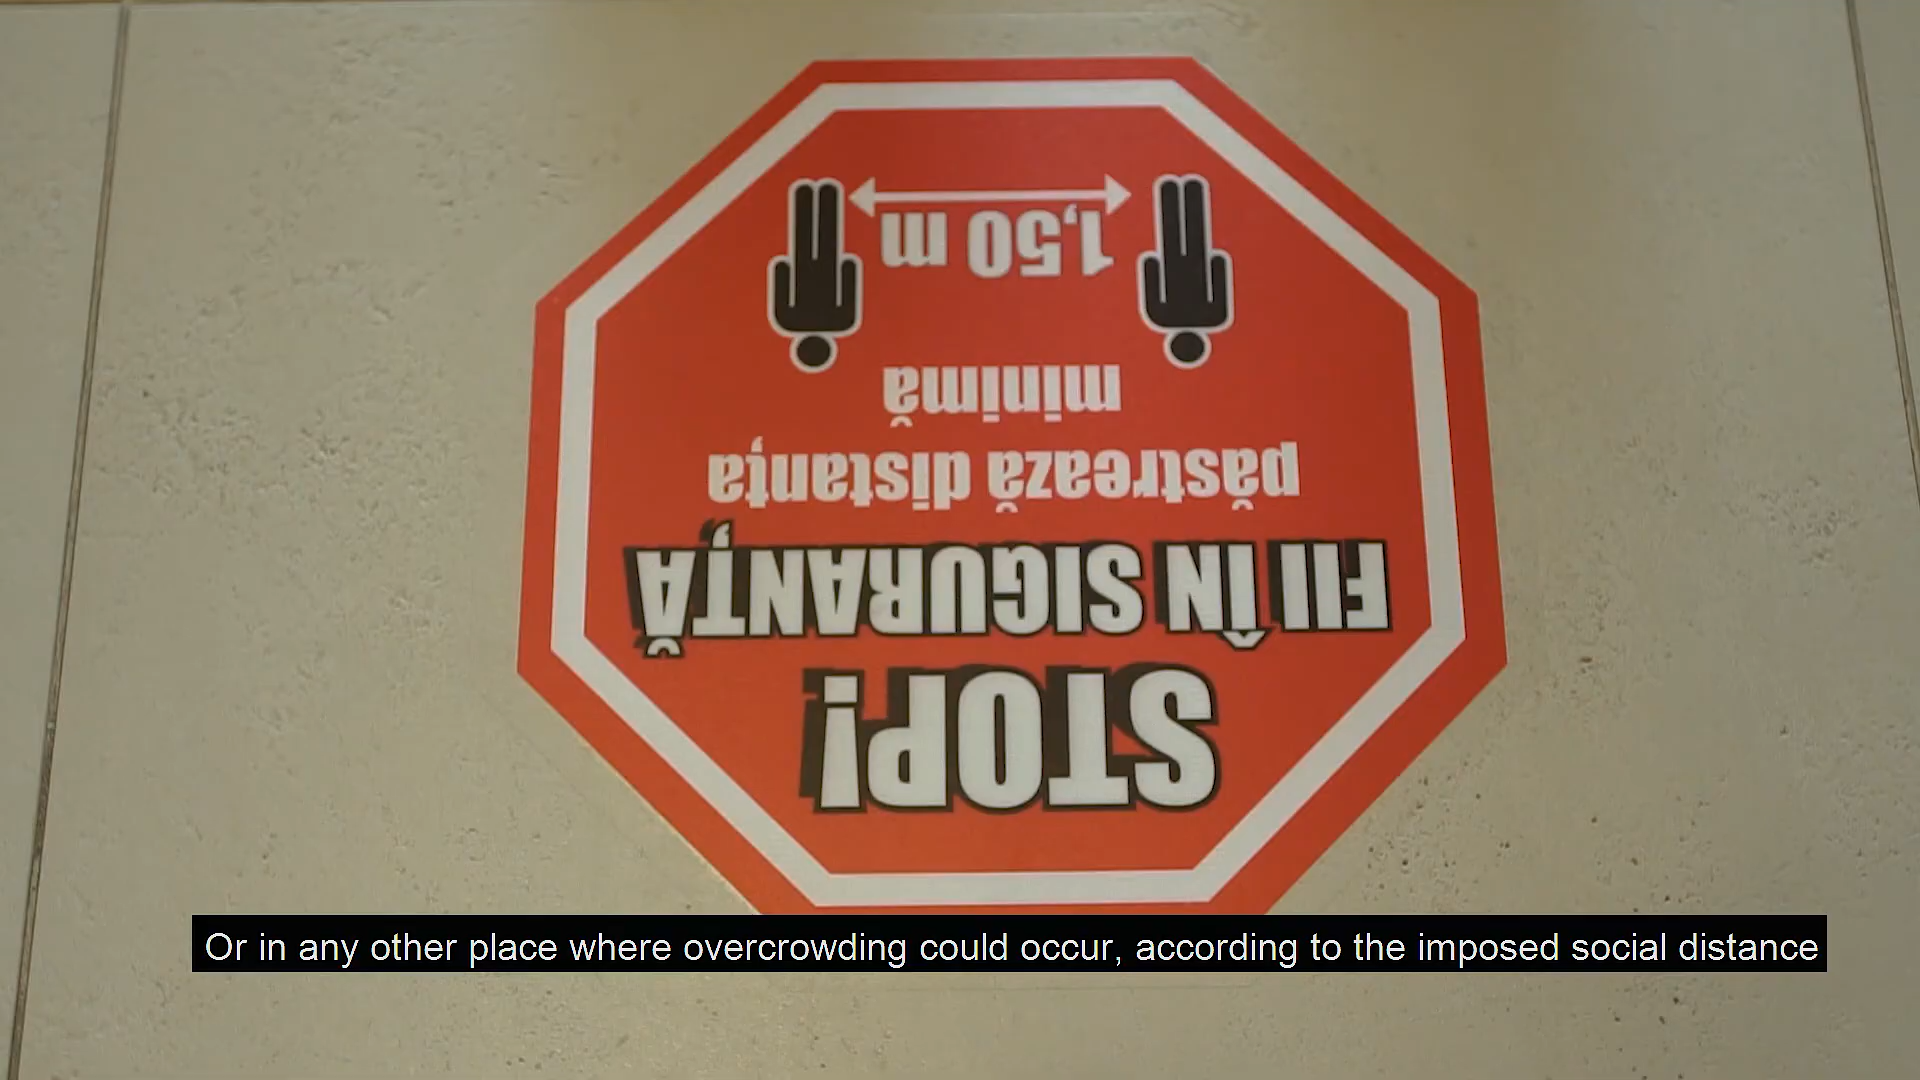 STOP!
FII ÎN SIGURANȚĂ
păstrează distanța
minimă
1,50 m
Or in any other place where overcrowding could occur, according to the imposed social distance